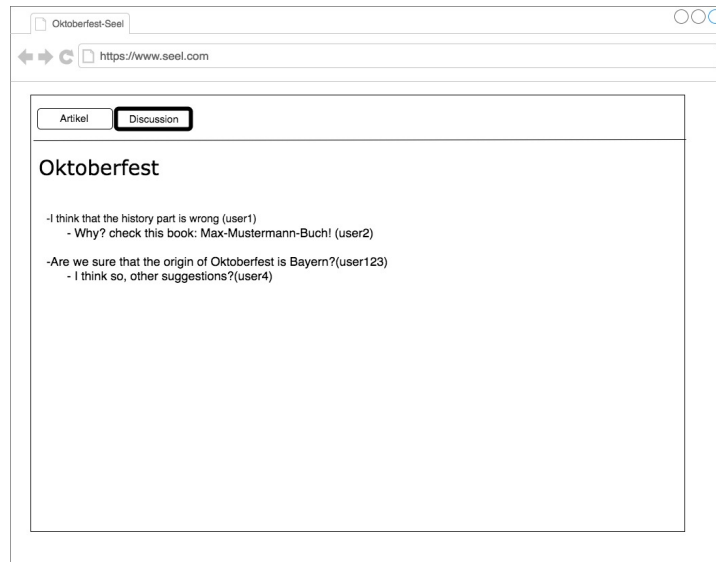 Oktoberfest-Seel
https://www.seel.com
Artikel
Discussion
Oktoberfest
-I think that the history part is wrong (user1)
- Why? check this book: Max-Mustermann-Buch! (user2)
-Are we sure that the origin of Oktoberfest is Bayern?(user123)
- I think so, other suggestions?(user4)